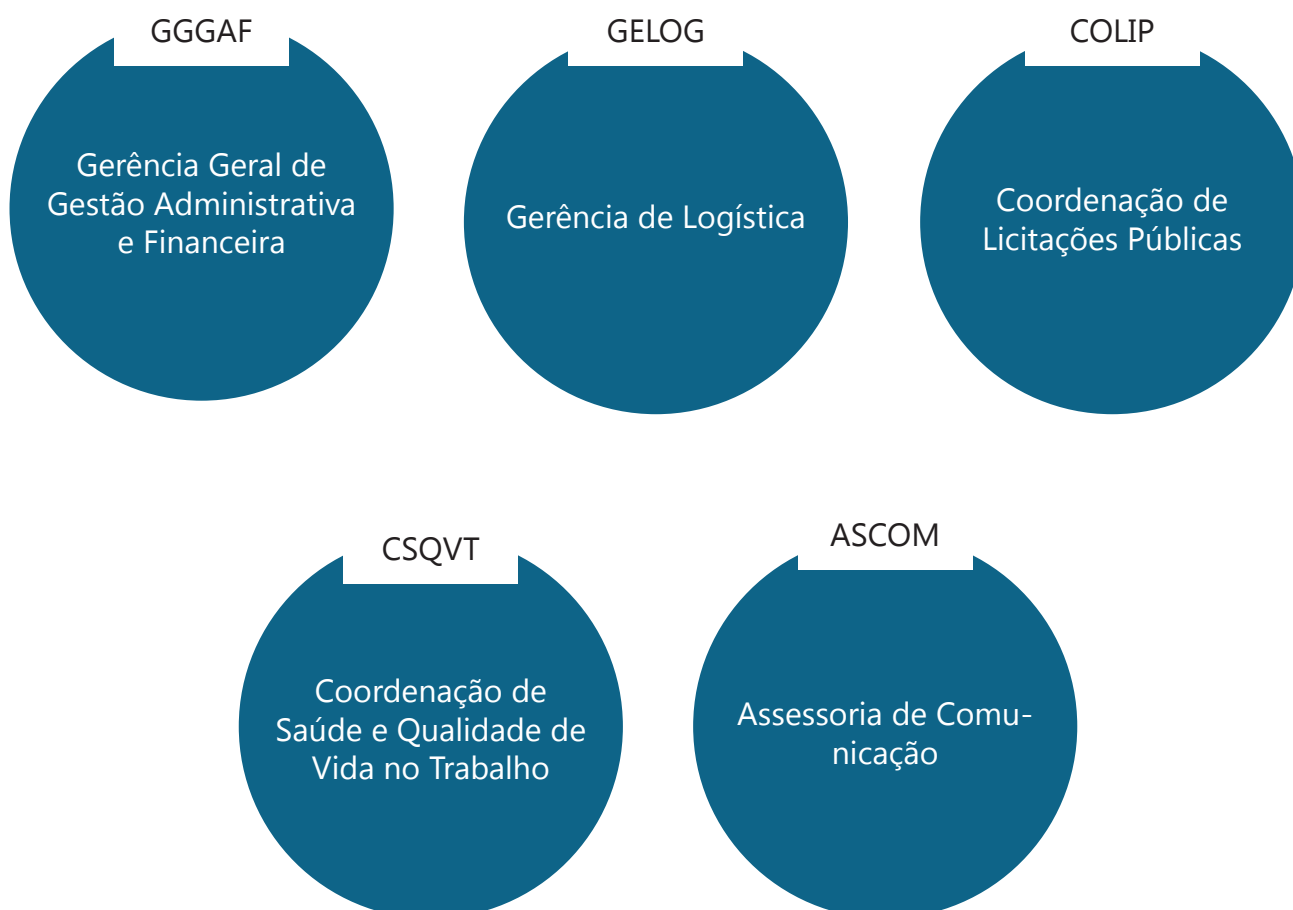 GGGAF
Gerência Geral de
Gestão Administrativa
e Financeira
GELOG
Gerência de Logística
COLIP
Coordenação de
Licitações Públicas
CSQVT
Coordenação de
Saúde e Qualidade de
Vida no Trabalho
ASCOM
Assessoria de Comu-
nicação